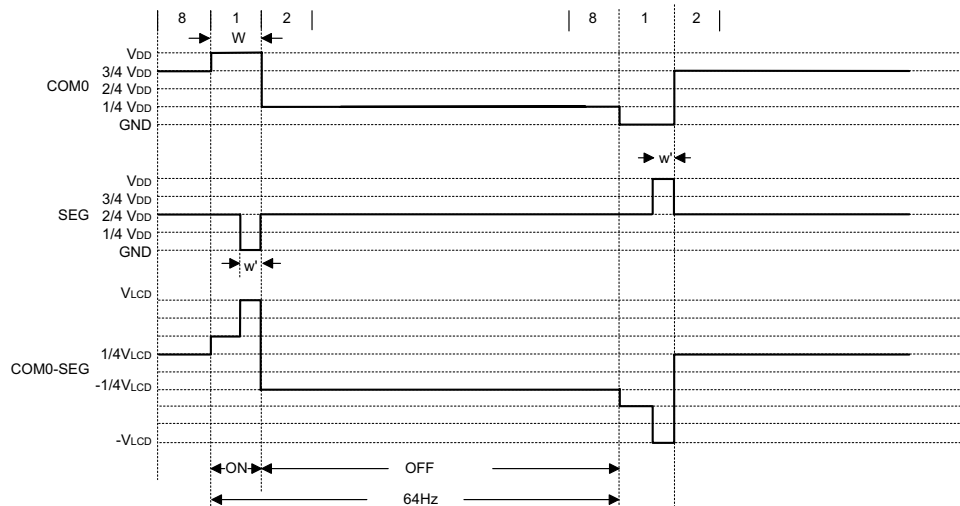 8 | 1 | 2 |
| 8 | 1 | 2 |
W
COM0
VDD
3/4 VDD
2/4 VDD
1/4 VDD
GND
w'
SEG
VDD
3/4 VDD
2/4 VDD
1/4 VDD
GND
w'
COM0-SEG
VLCD
1/4VLCD
-1/4VLCD
-VLCD
ON
OFF
64Hz